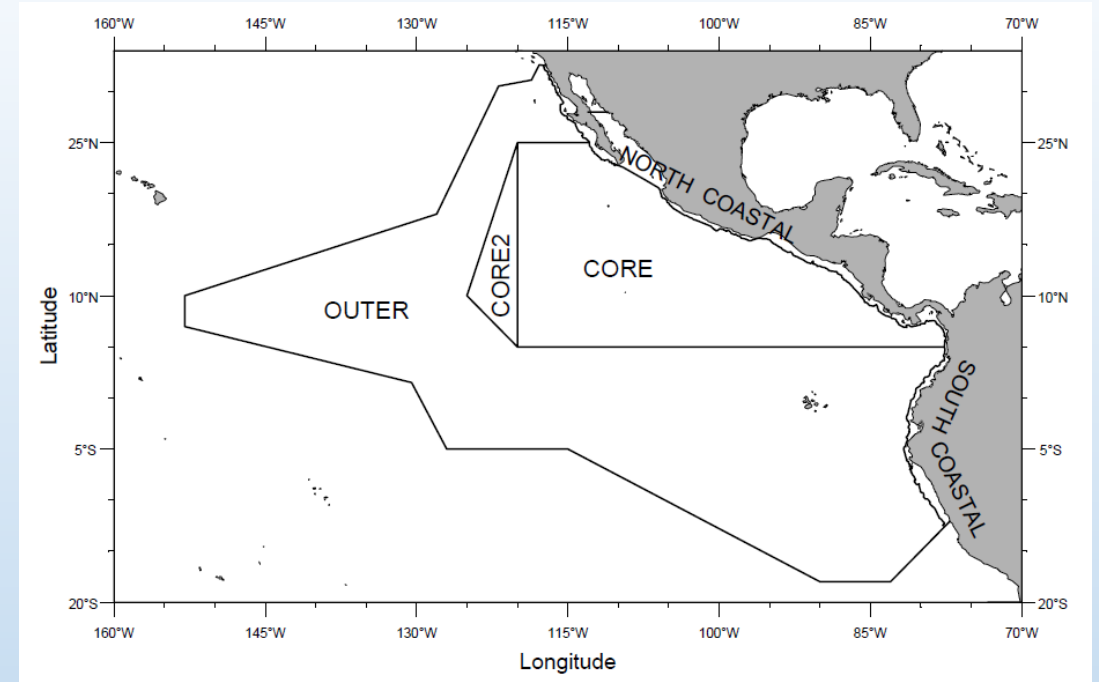 160°W 145°W 130°W 115°W 100°W 85°W 70°W
25°N 25°N
NORTH COASTAL
CORE2
CORE
10°N 10°N
OUTER
Latitude
SOUTH COASTAL
5°S 5°S
20°S 20°S
160°W 145°W 130°W 115°W 100°W 85°W 70°W
Longitude